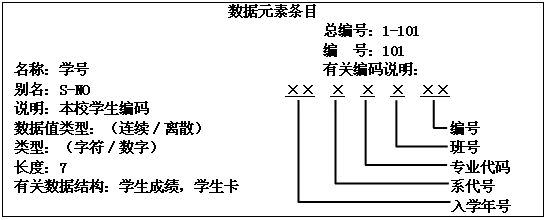 数据元素条目
总编号：1-101
编　号：101
名称：学号
有关编码说明：
别名：S-NO
×× × × × ××
说明：本校学生编码
数据值类型：（连续／离散）
编号
类型：（字符／数字）
班号
长度：7
专业代码
有关数据结构：学生成绩，学生卡
系代号
入学年号